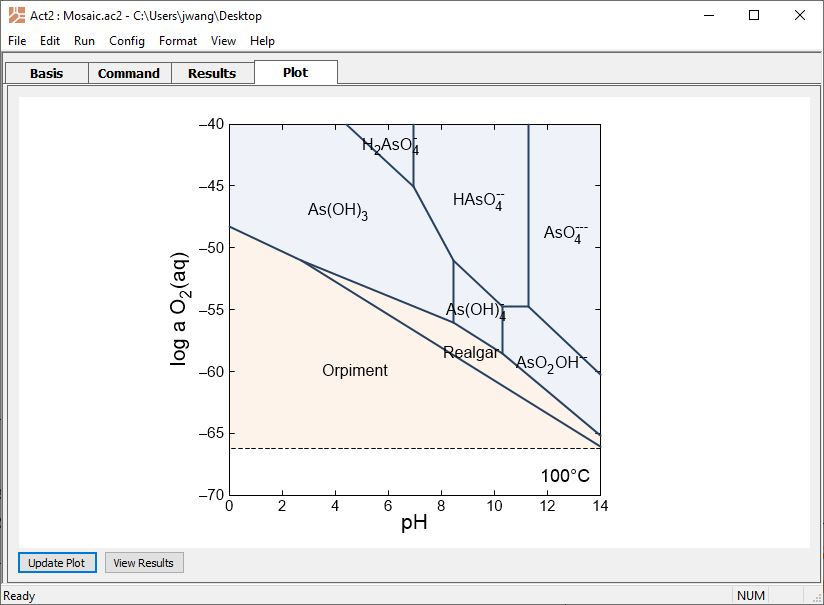 Act2 : Mosaic.ac2 - C:\Users\jwang\Desktop
File Edit Run Config Format View Help
Basis Command Results Plot
–40
–45
–50
–55
–60
–65
–70
log a O₂(aq)
H₂AsO₄⁻
As(OH)₃
HAsO₄⁻⁻
AsO₄⁻⁻⁻
As(OH)₄⁻
Realgar
AsO₂OH⁻⁻
Orpiment
100°C
0 2 4 6 8 10 12 14
pH
Update Plot View Results
Ready NUM